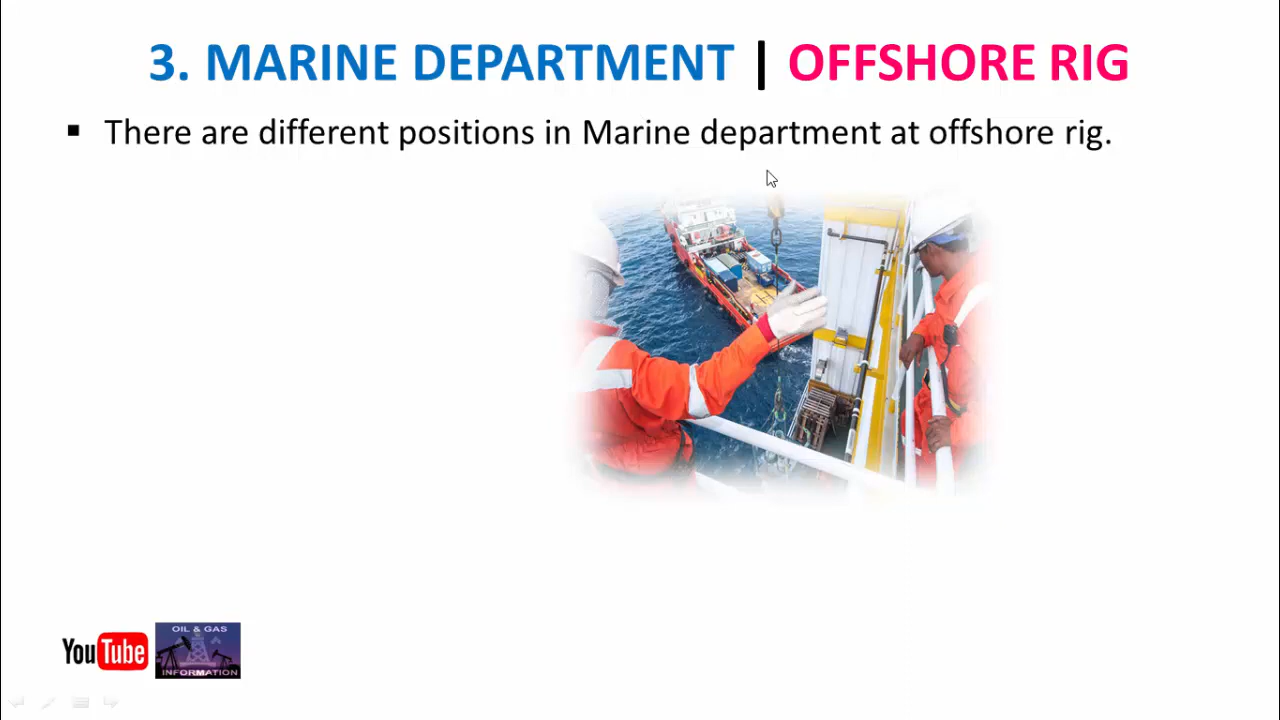 3. MARINE DEPARTMENT | OFFSHORE RIG
▪ There are different positions in Marine department at offshore rig.
YouTube
OIL & GAS
INFORMATION